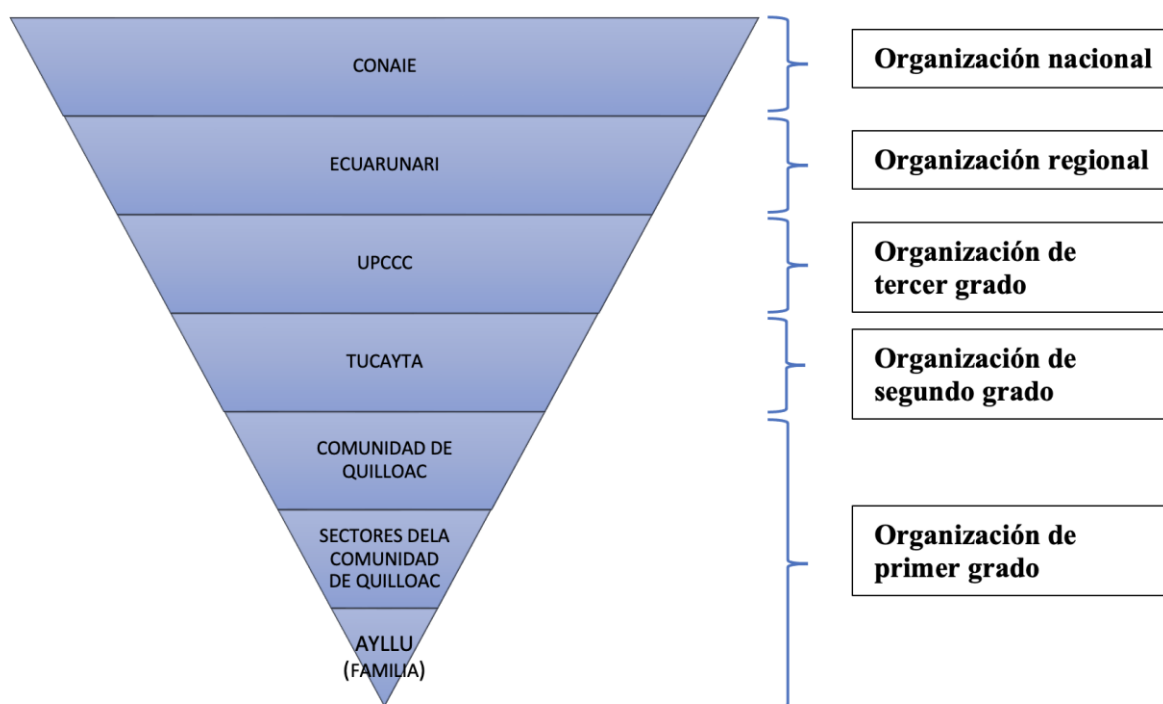 CONAIE
Organización nacional
ECUARUNARI
Organización regional
UPCCC
Organización de
tercer grado
TUCAYTA
Organización de
segundo grado
COMUNIDAD DE
QUILLOAC
SECTORES DELA
COMUNIDAD
DE QUILLOAC
Organización de
primer grado
AYLLU
(FAMILIA)